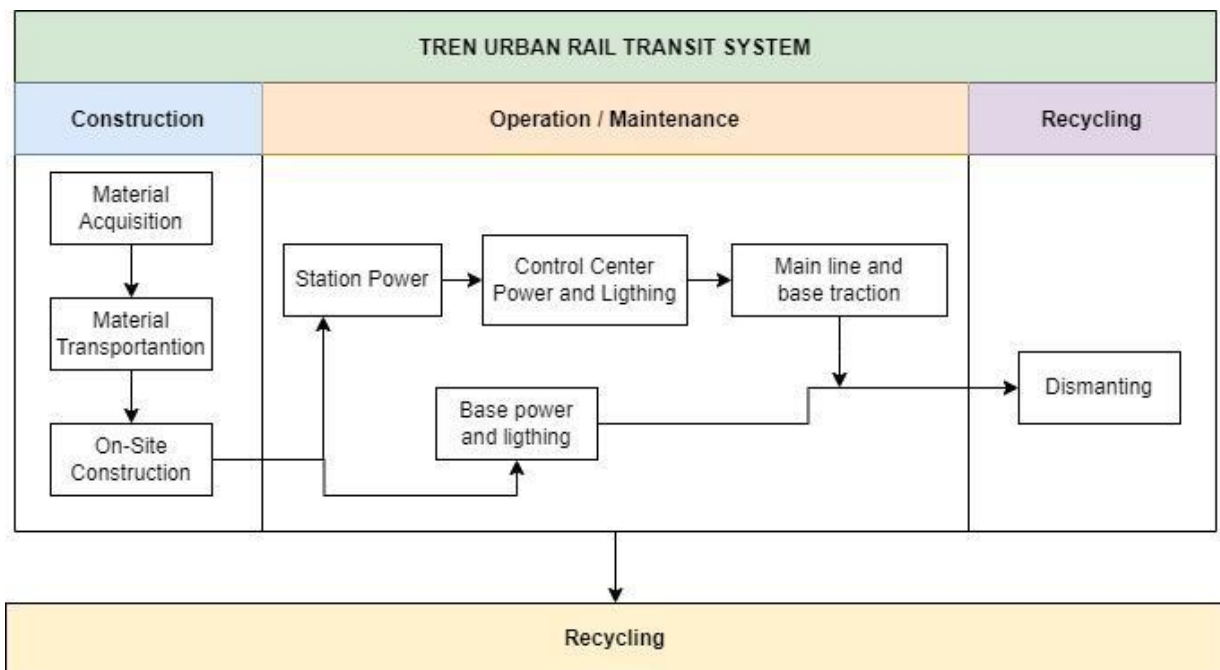 TREN URBAN RAIL TRANSIT SYSTEM
Construction
Operation / Maintenance
Recycling
Material
Acquisition
Material
Transportantion
On-Site
Construction
Station Power
Control Center
Power and Ligthing
Main line and
base traction
Base power
and ligthing
Dismanting
Recycling